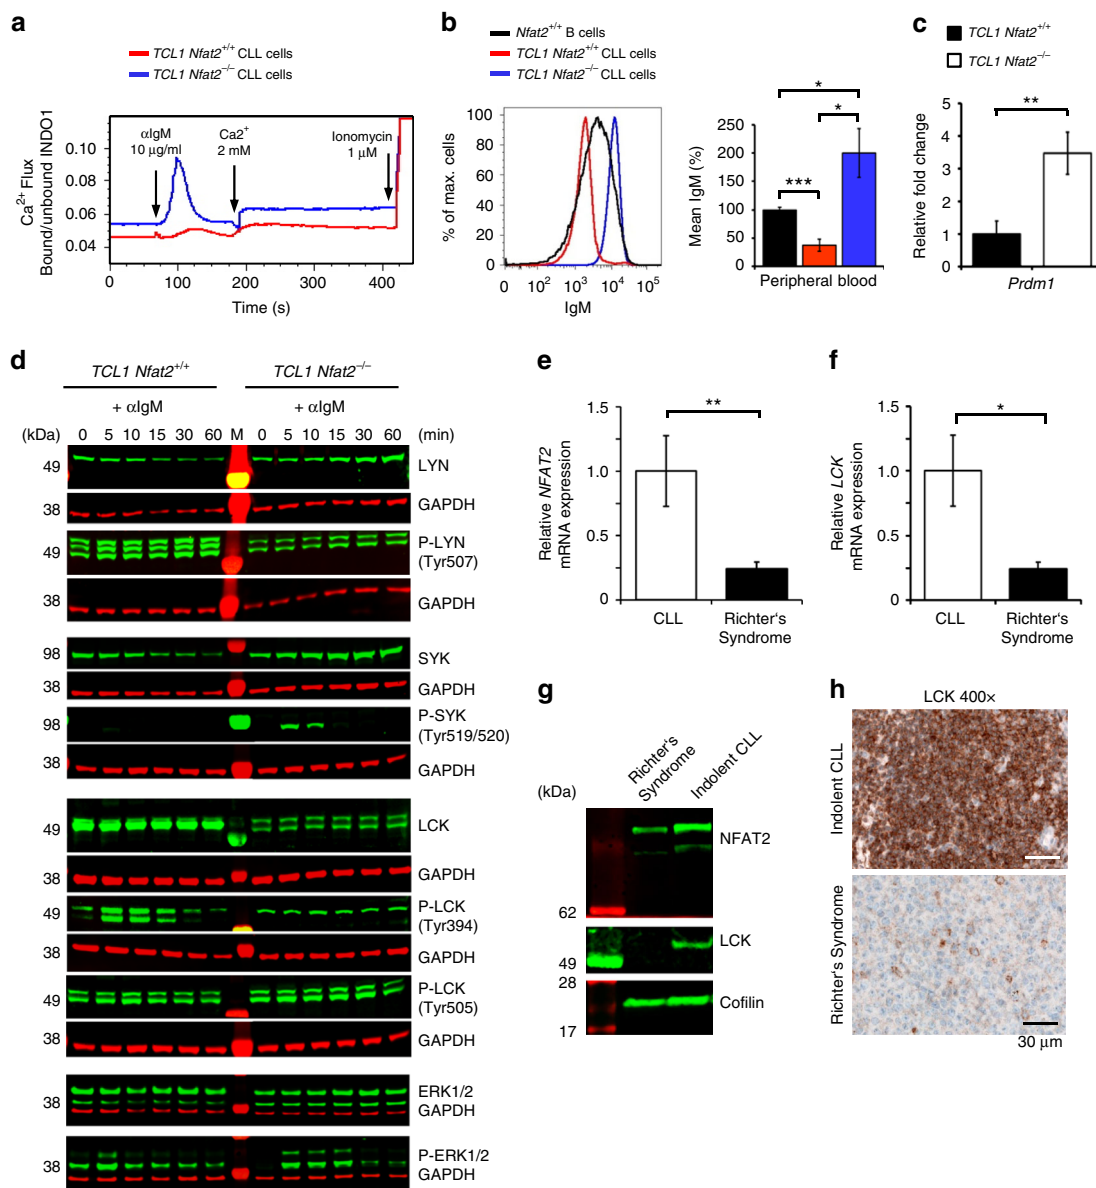 a
TCL1 Nfat2+/+ CLL cells
TCL1 Nfat2−/− CLL cells
Ca2+ Flux
Bound/unbound INDO1
0.10
0.08
0.06
0.04
αIgM
10 μg/ml
Ca2+
2 mM
Ionomycin
1 μM
0 100 200 300 400
Time (s)
b
Nfat2+/+ B cells
TCL1 Nfat2+/+ CLL cells
TCL1 Nfat2−/− CLL cells
% of max. cells
100
80
60
40
20
0
0 102 103 104 105
IgM
Mean IgM (%)
250
200
150
100
50
0
*
*
***
Peripheral blood
c
TCL1 Nfat2+/+
TCL1 Nfat2−/−
Relative fold change
5
4
3
2
1
0
**
Prdm1
d
TCL1 Nfat2+/+ TCL1 Nfat2−/−
+ αIgM + αIgM
(kDa) 0 5 10 15 30 60 M 0 5 10 15 30 60 (min)
49 LYN
38 GAPDH
49 P-LYN
(Tyr507)
38 GAPDH
98 SYK
38 GAPDH
98 P-SYK
(Tyr519/520)
38 GAPDH
49 LCK
38 GAPDH
49 P-LCK
(Tyr394)
38 GAPDH
49 P-LCK
(Tyr505)
38 GAPDH
38 ERK1/2
GAPDH
38 P-ERK1/2
GAPDH
e
Relative NFAT2
mRNA expression
1.5
1.0
0.5
0
**
CLL Richter's
Syndrome
f
Relative LCK
mRNA expression
1.5
1.0
0.5
0
*
CLL Richter's
Syndrome
g
Richter's
Syndrome
Indolent CLL
(kDa)
NFAT2
62
LCK
49
28
Cofilin
17
h
LCK 400×
Indolent CLL
Richter's Syndrome
30 μm